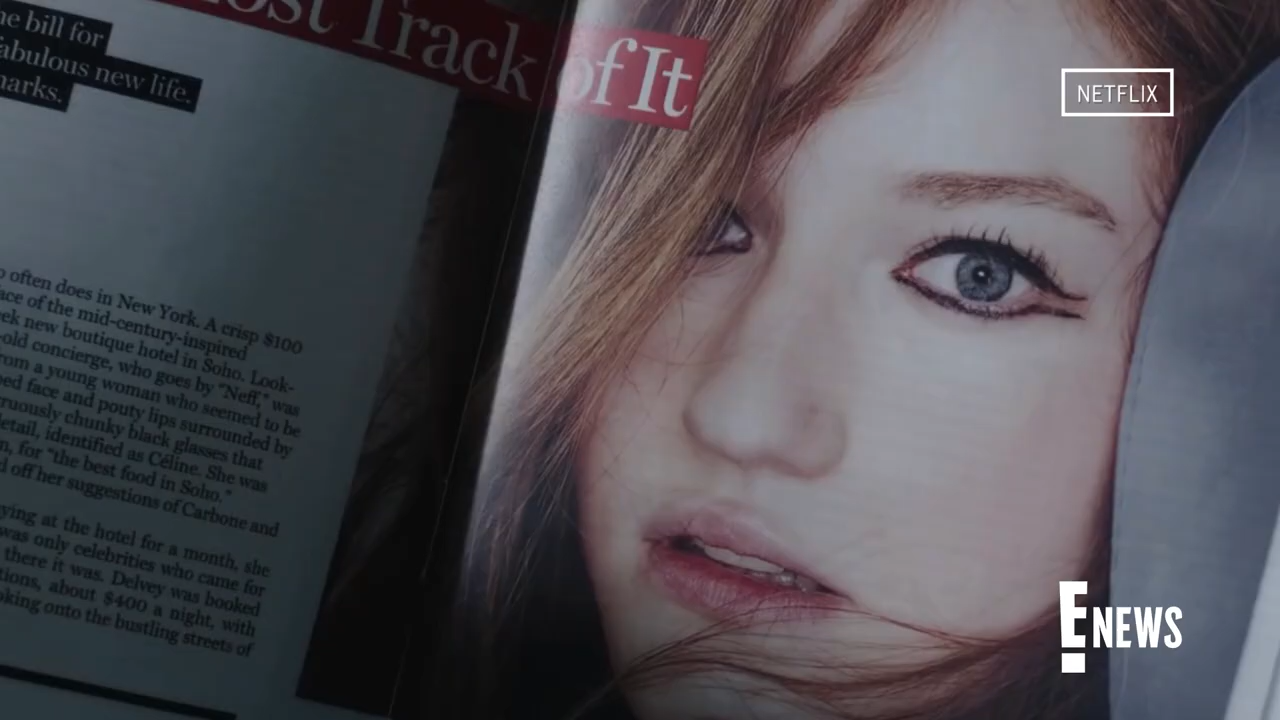 ost Track of It
e bill for
fabulous new life.
marks.
o often does in New York. A crisp $100
ace of the mid-century-inspired
ek new boutique hotel in Soho. Look-
-old concierge, who goes by "Neff," was
rom a young woman who seemed to be
ped face and pouty lips surrounded by
ruously chunky black glasses that
etail, identified as Céline. She was
n, for "the best food in Soho."
d off her suggestions of Carbone and
ying at the hotel for a month, she
was only celebrities who came for
there it was. Delvey was booked
tions, about $400 a night, with
oking onto the bustling streets of
NETFLIX
E! NEWS